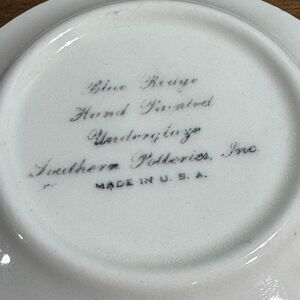 Blue Ridge
Hand Painted
Underglaze
Southern Potteries, Inc.
MADE IN U. S. A.